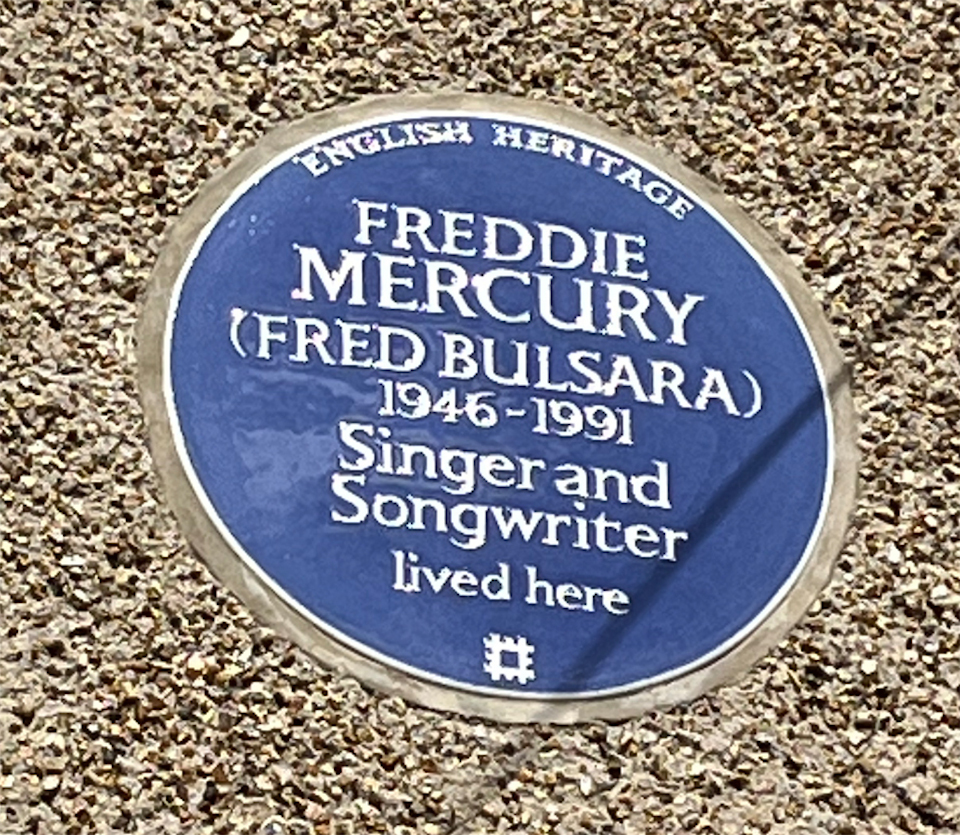 ENGLISH HERITAGE
FREDDIE
MERCURY
(FRED BULSARA)
1946-1991
Singer and
Songwriter
lived here